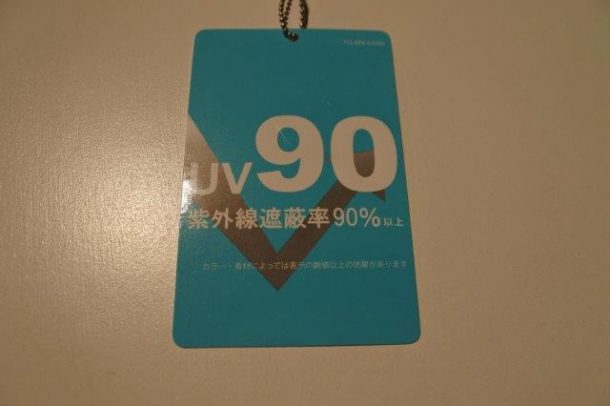 UV90
紫外線遮蔽率90%以上
カラー・素材によっては表示の数値以上の効果があります